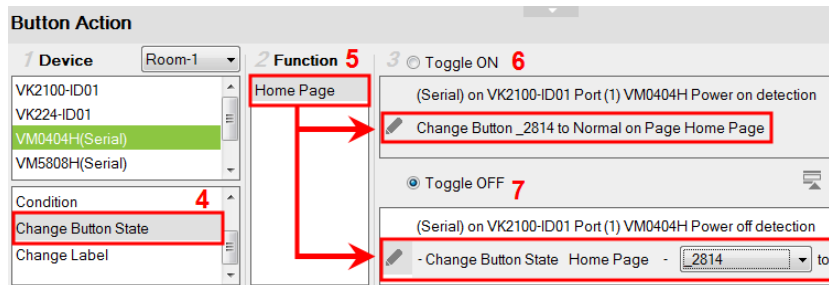 Button Action
1 Device Room-1
2 Function 5
3 Toggle ON 6
VK2100-ID01
VK224-ID01
VM0404H(Serial)
VM5808H(Serial)
Home Page
(Serial) on VK2100-ID01 Port (1) VM0404H Power on detection
Change Button _2814 to Normal on Page Home Page
Toggle OFF 7
Condition 4
Change Button State
Change Label
(Serial) on VK2100-ID01 Port (1) VM0404H Power off detection
- Change Button State Home Page - _2814 to